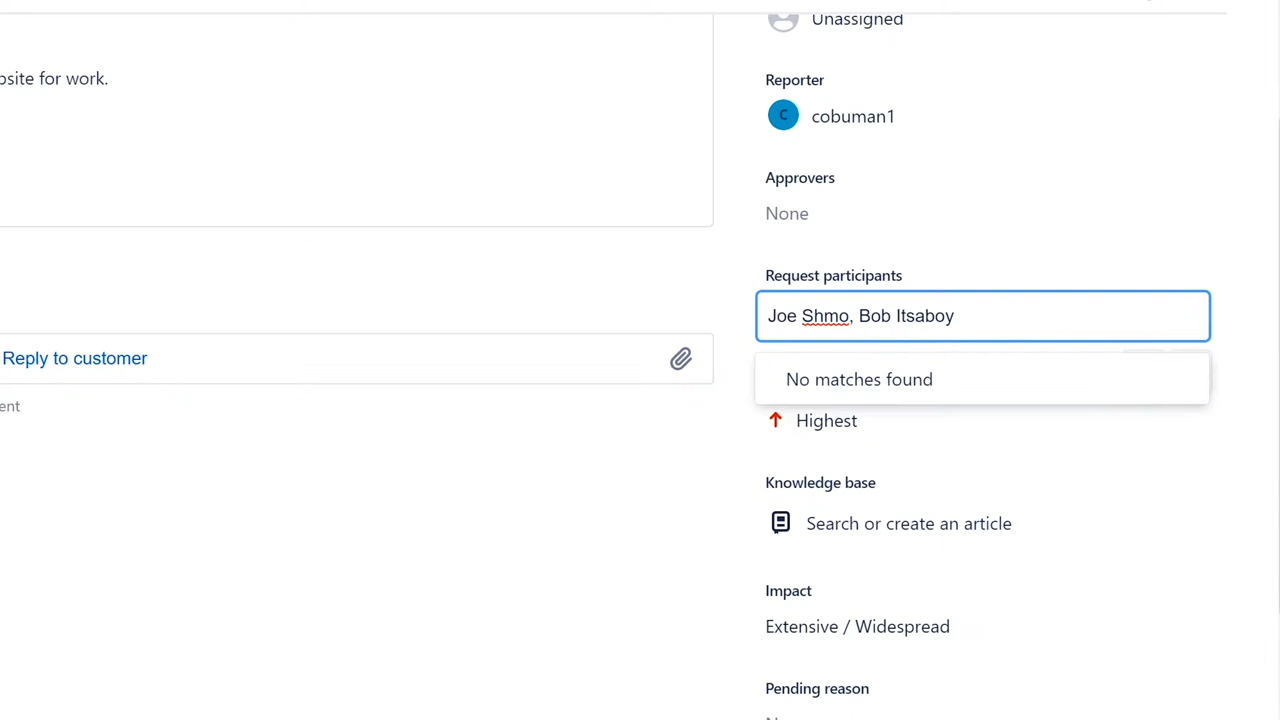 Unassigned
Reporter
C cobuman1
Approvers
None
Request participants
Joe Shmo, Bob Itsaboy
No matches found
Highest
Knowledge base
Search or create an article
Impact
Extensive / Widespread
Pending reason
bsite for work.
Reply to customer
ent